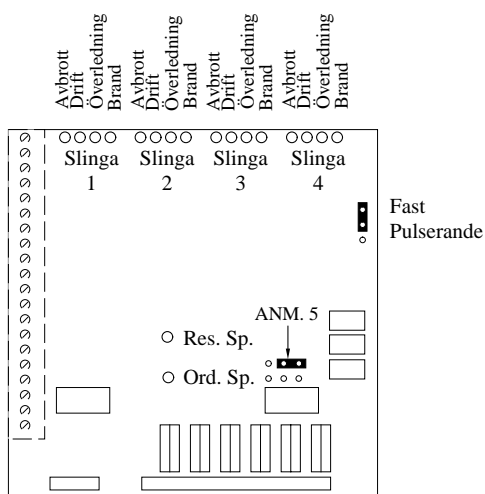 Avbrott
Drift
Överledning
Brand
Avbrott
Drift
Överledning
Brand
Avbrott
Drift
Överledning
Brand
Avbrott
Drift
Överledning
Brand
Slinga
1
Slinga
2
Slinga
3
Slinga
4
Fast
Pulserande
ANM. 5
Res. Sp.
Ord. Sp.